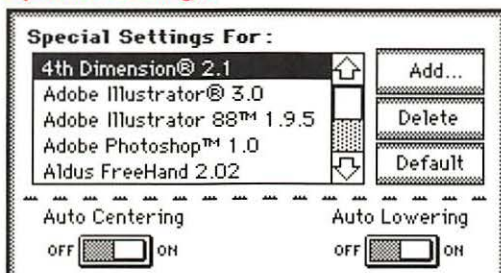 Special Settings For:
4th Dimension® 2.1
Add...
Adobe Illustrator® 3.0
Adobe Illustrator 88™ 1.9.5
Delete
Adobe Photoshop™ 1.0
Aldus FreeHand 2.02
Default
Auto Centering
Auto Lowering
OFF ON
OFF ON